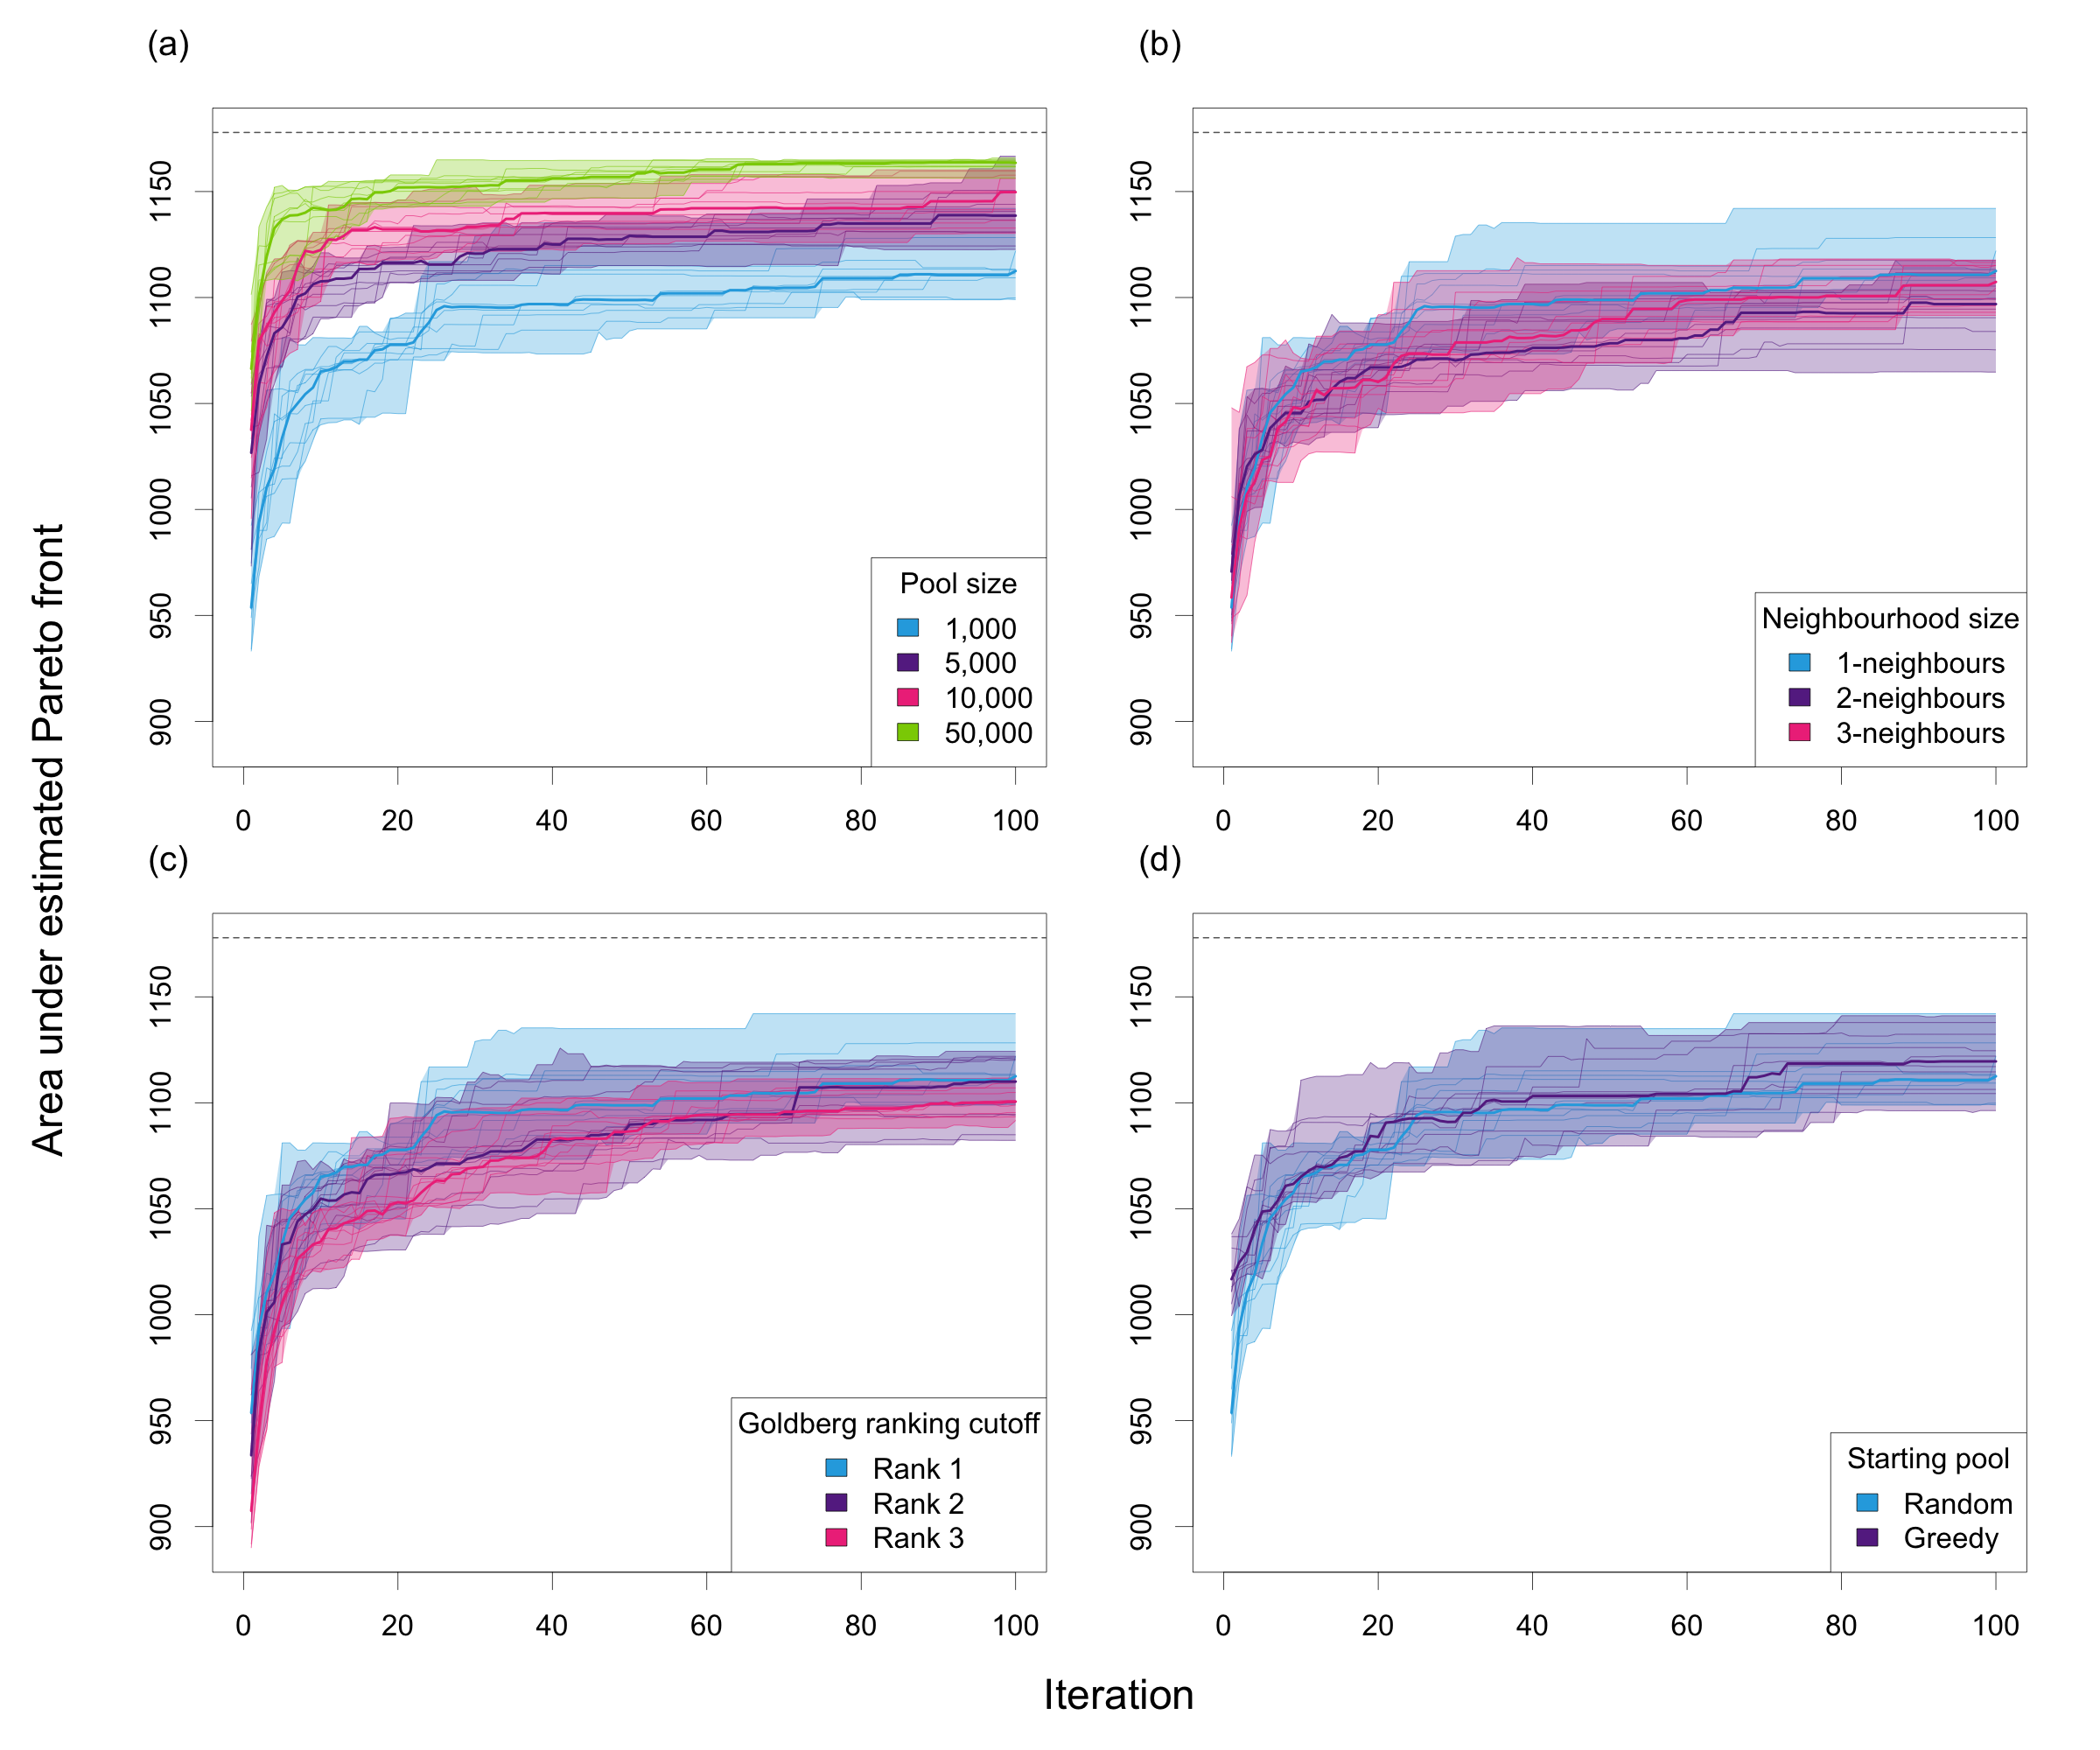 (a)
(b)
1150
1100
1050
1000
950
900
Pool size
1,000
5,000
10,000
50,000
0 20 40 60 80 100
1150
1100
1050
1000
950
900
Neighbourhood size
1-neighbours
2-neighbours
3-neighbours
0 20 40 60 80 100
Area under estimated Pareto front
(c)
(d)
1150
1100
1050
1000
950
900
Goldberg ranking cutoff
Rank 1
Rank 2
Rank 3
0 20 40 60 80 100
1150
1100
1050
1000
950
900
Starting pool
Random
Greedy
0 20 40 60 80 100
Iteration